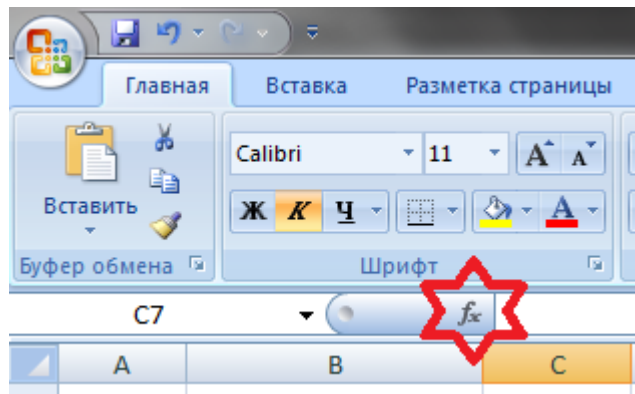 Главная Вставка Разметка страницы
Calibri 11 A A
Вставить
Ж К Ч A
Буфер обмена Шрифт
C7 fx
A B C